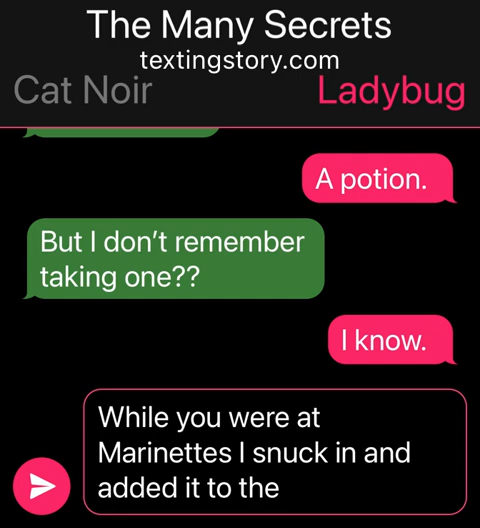 The Many Secrets
textingstory.com
Cat Noir Ladybug
A potion.
But I don't remember
taking one??
I know.
While you were at
Marinettes I snuck in and
added it to the